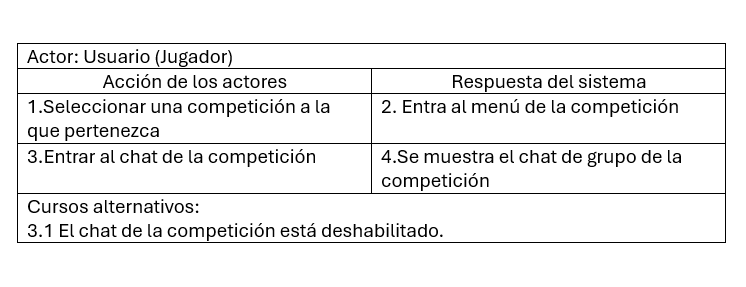 Actor: Usuario (Jugador)
Acción de los actores
Respuesta del sistema
1.Seleccionar una competición a la
que pertenezca
2. Entra al menú de la competición
3.Entrar al chat de la competición
4.Se muestra el chat de grupo de la
competición
Cursos alternativos:
3.1 El chat de la competición está deshabilitado.